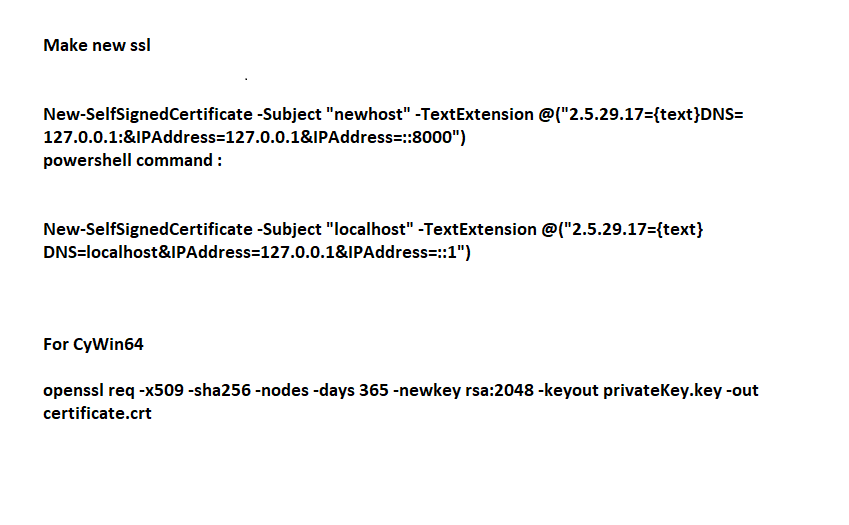 Make new ssl
.
New-SelfSignedCertificate -Subject "newhost" -TextExtension @("2.5.29.17={text}DNS=
127.0.0.1:&IPAddress=127.0.0.1&IPAddress=::8000")
powershell command :
New-SelfSignedCertificate -Subject "localhost" -TextExtension @("2.5.29.17={text}
DNS=localhost&IPAddress=127.0.0.1&IPAddress=::1")
For CyWin64
openssl req -x509 -sha256 -nodes -days 365 -newkey rsa:2048 -keyout privateKey.key -out
certificate.crt